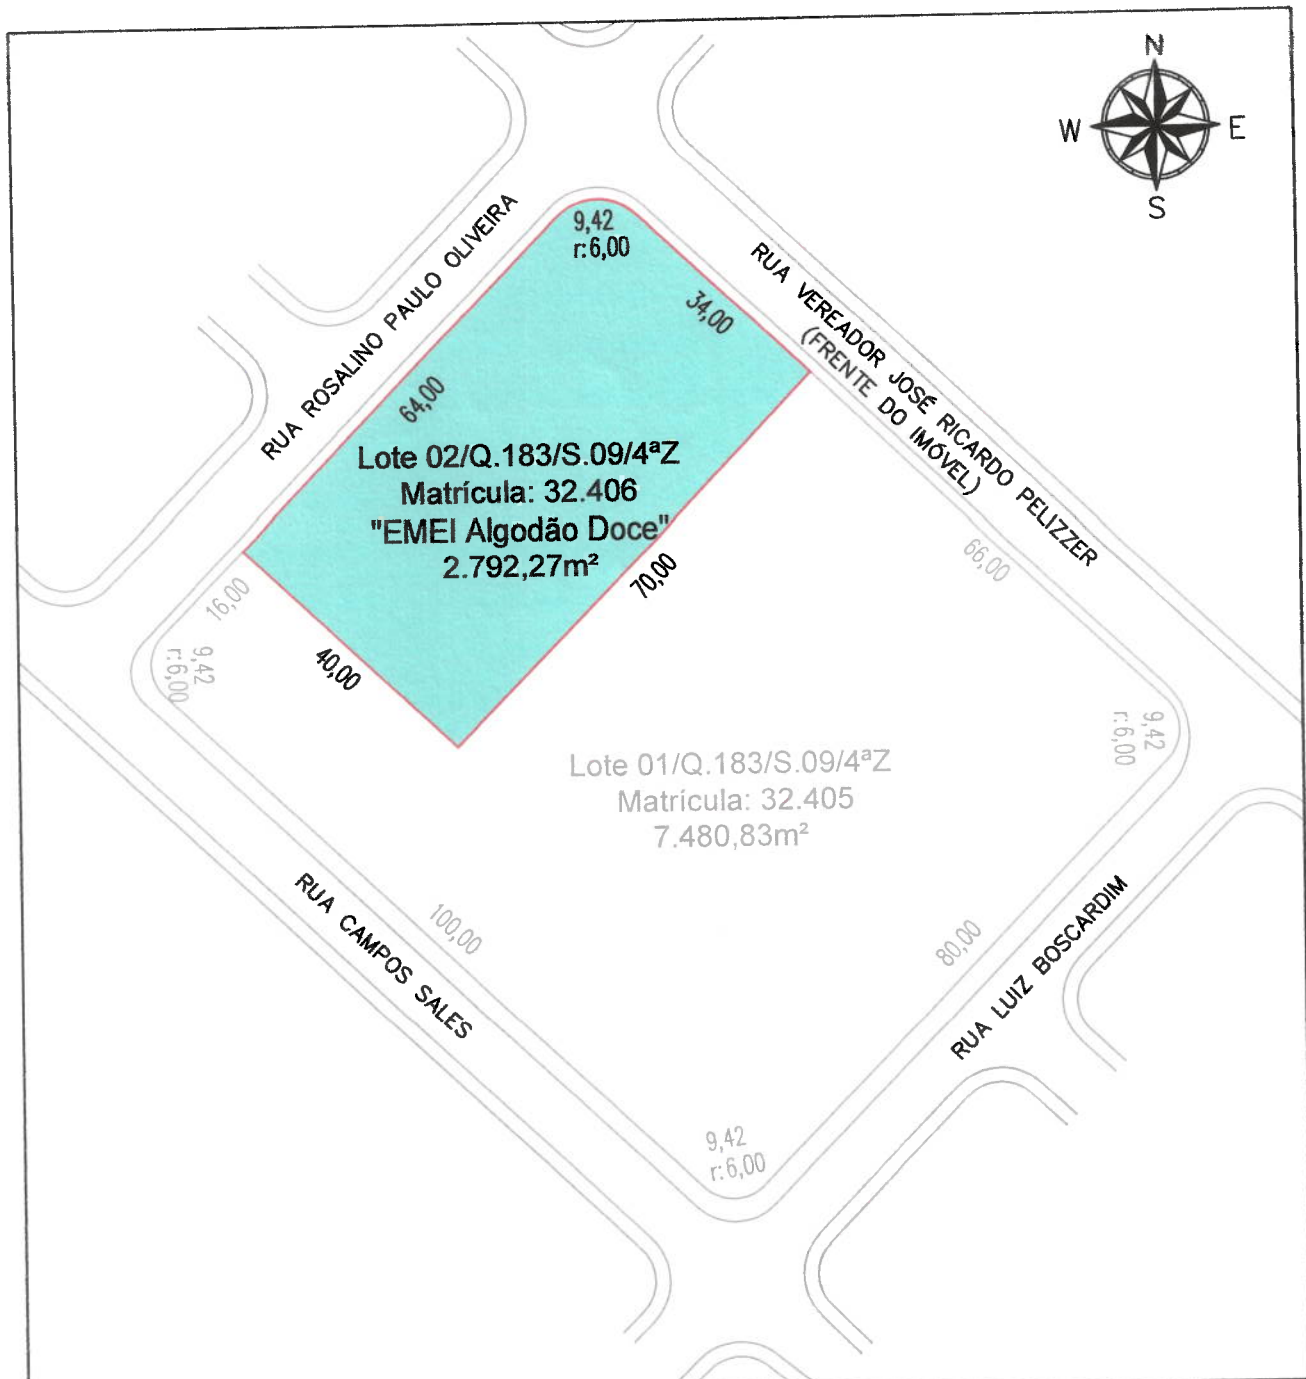 N
W
E
S
RUA ROSALINO PAULO OLIVEIRA
9,42
r:6,00
34,00
RUA VEREADOR JOSÉ RICARDO PELIZZER
(FRENTE DO IMÓVEL)
64,00
Lote 02/Q.183/S.09/4ªZ
Matrícula: 32.406
"EMEI Algodão Doce"
2.792,27m²
70,00
66,00
16,00
40,00
9,42
r:6,00
9,42
r:6,00
Lote 01/Q.183/S.09/4ªZ
Matrícula: 32.405
7.480,83m²
RUA CAMPOS SALES
100,00
80,00
RUA LUIZ BOSCARDIM
9,42
r:6,00